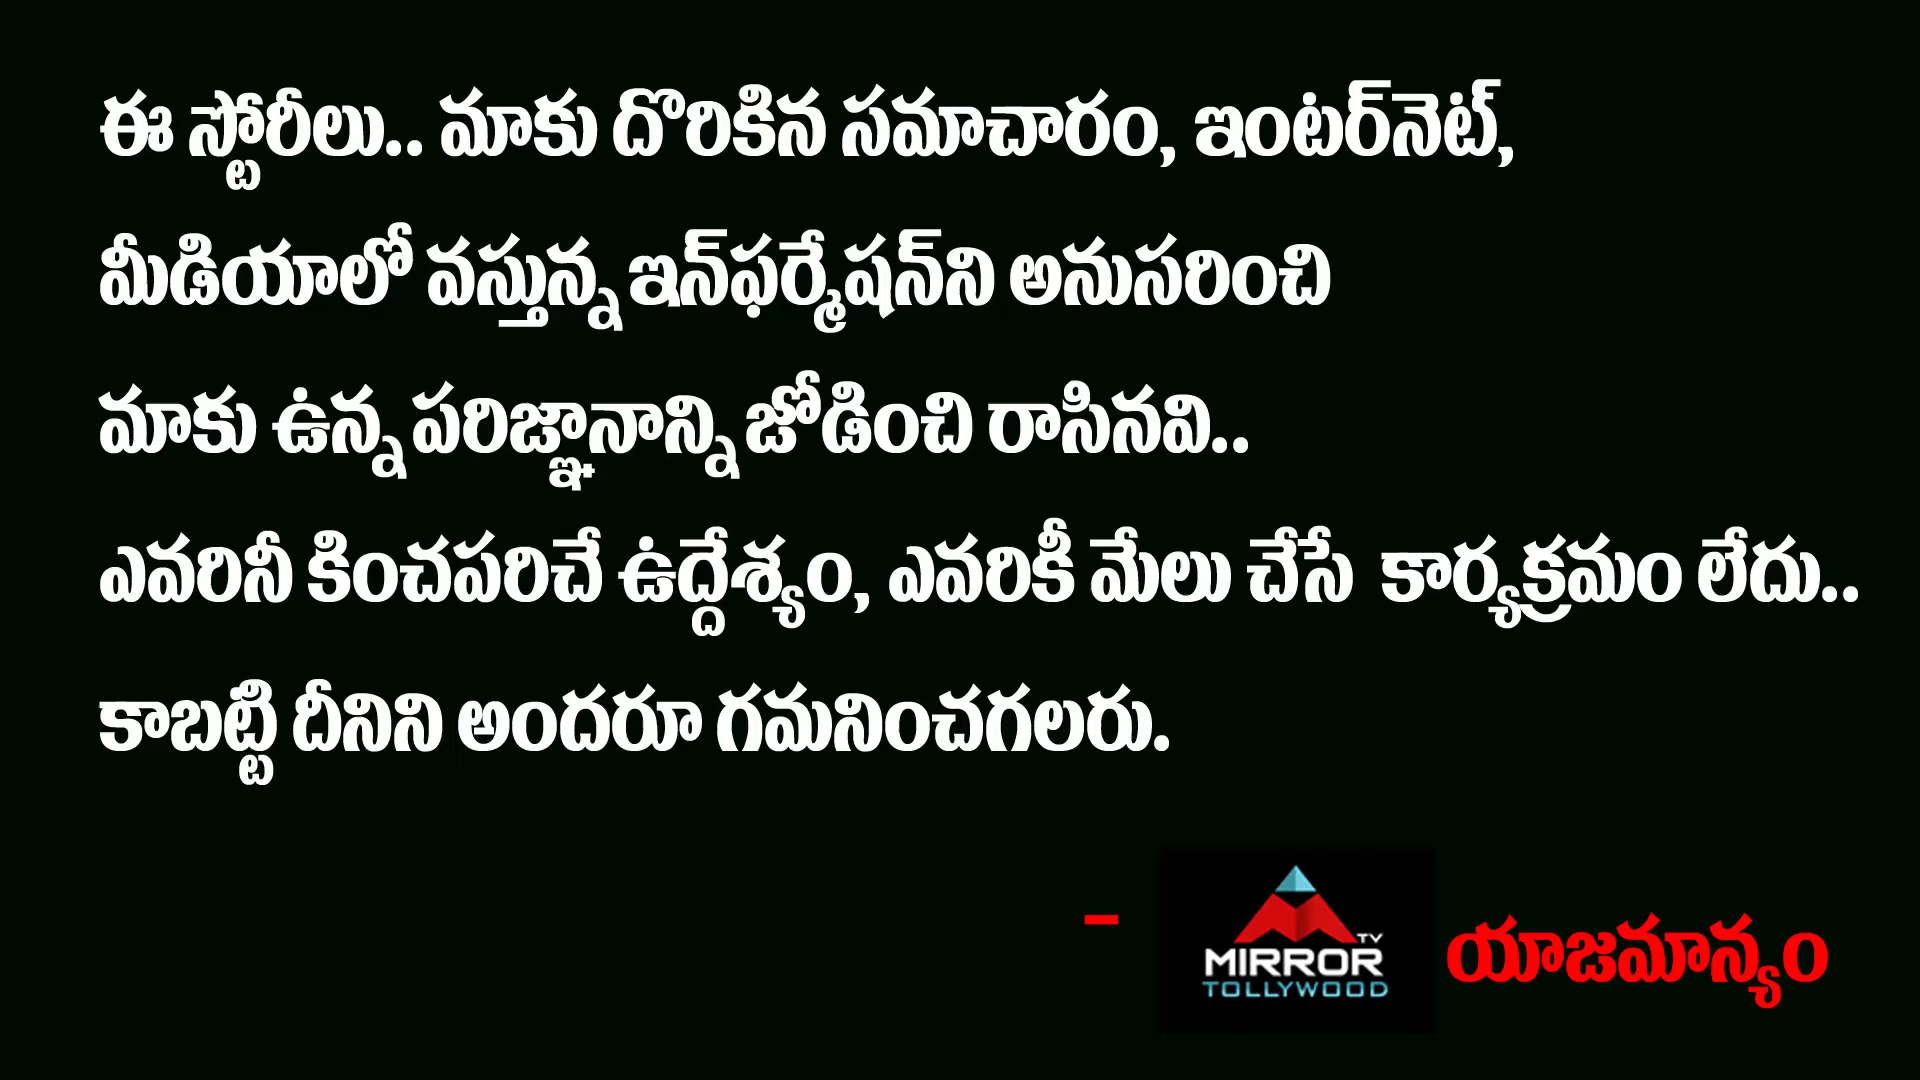 ఈ స్టోరీలు.. మాకు దొరికిన సమాచారం, ఇంటర్‌నెట్,
మీడియాలో వస్తున్న ఇన్‌ఫర్మేషన్‌ని అనుసరించి
మాకు ఉన్న పరిజ్ఞానాన్ని జోడించి రాసినవి..
ఎవరినీ కించపరిచే ఉద్దేశ్యం, ఎవరికీ మేలు చేసే కార్యక్రమం లేదు..
కాబట్టి దీనిని అందరూ గమనించగలరు.
- MIRROR TV TOLLYWOOD యాజమాన్యం